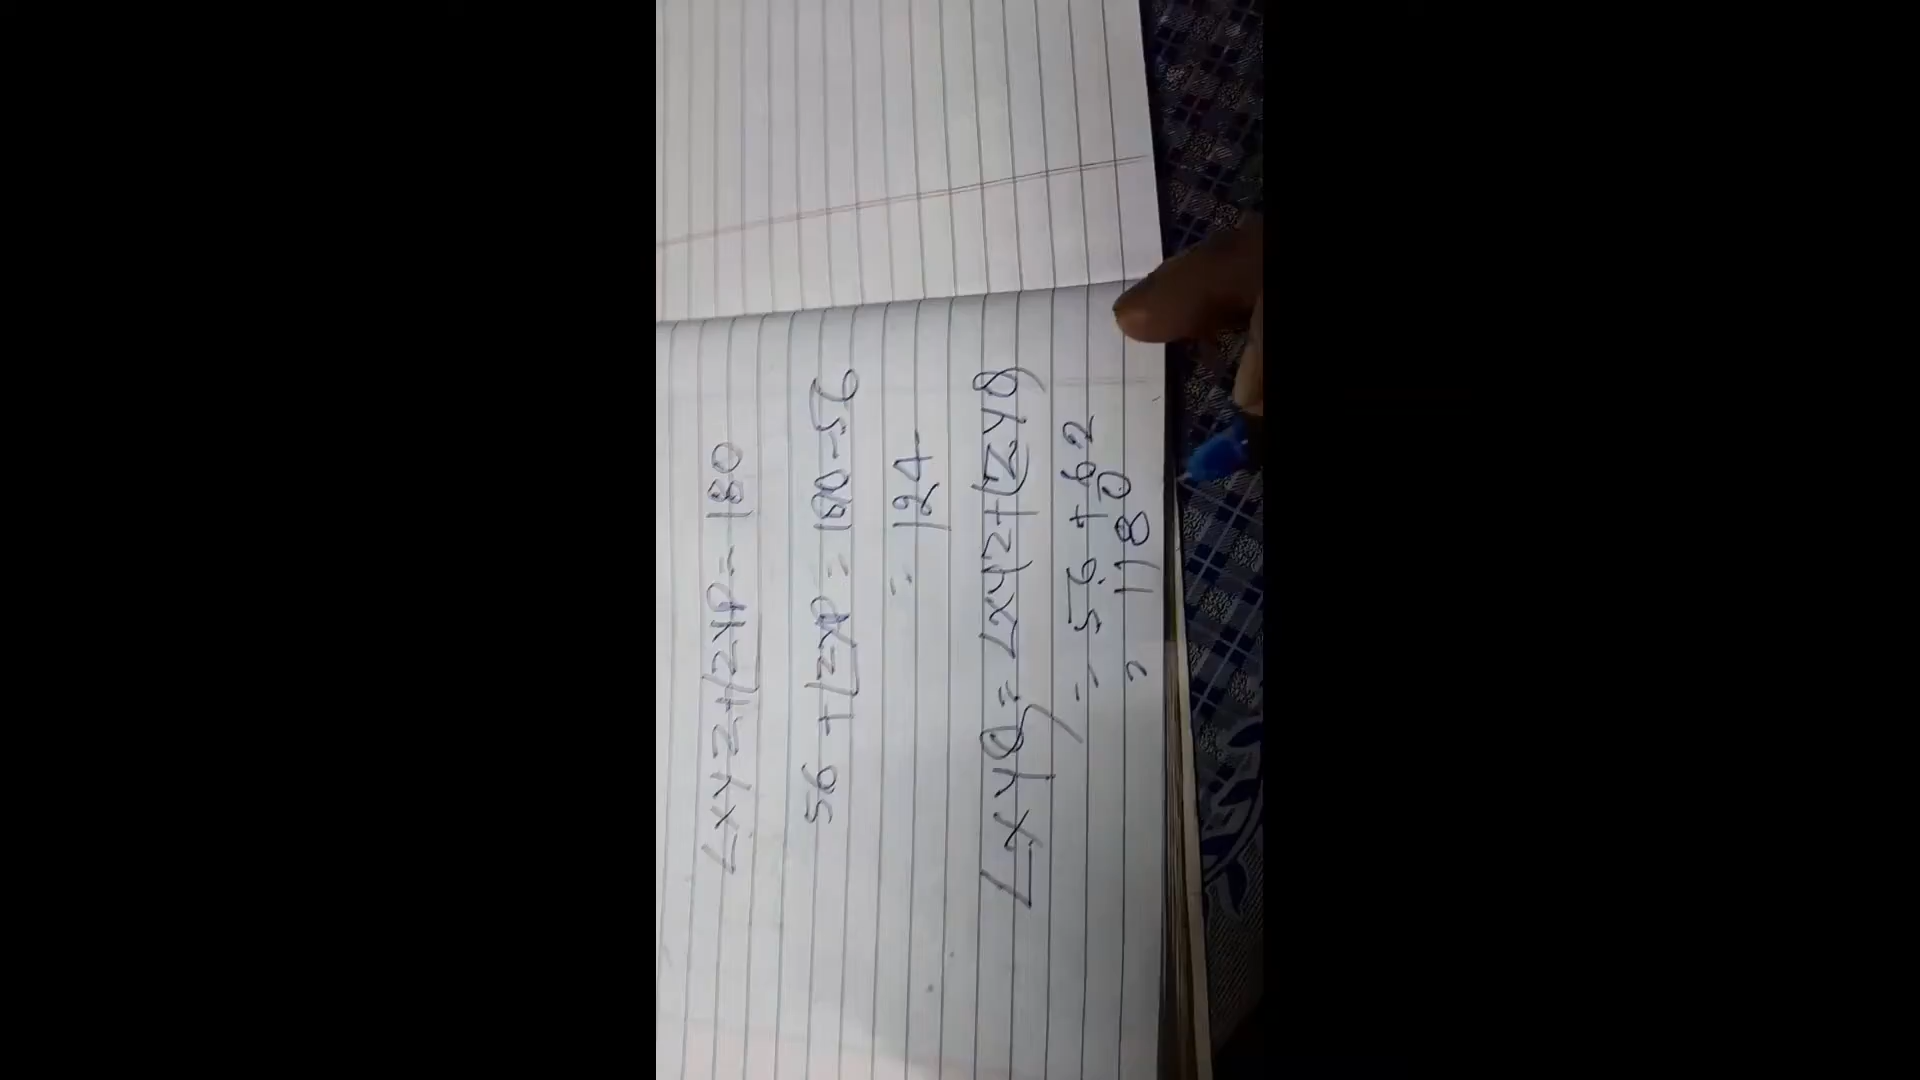 ∠XYZ+∠ZYP=180
56 + ∠ZYP = 180-56
= 124
∠XYQ = ∠XYZ+∠ZYQ
= 56 + 62
= 118°